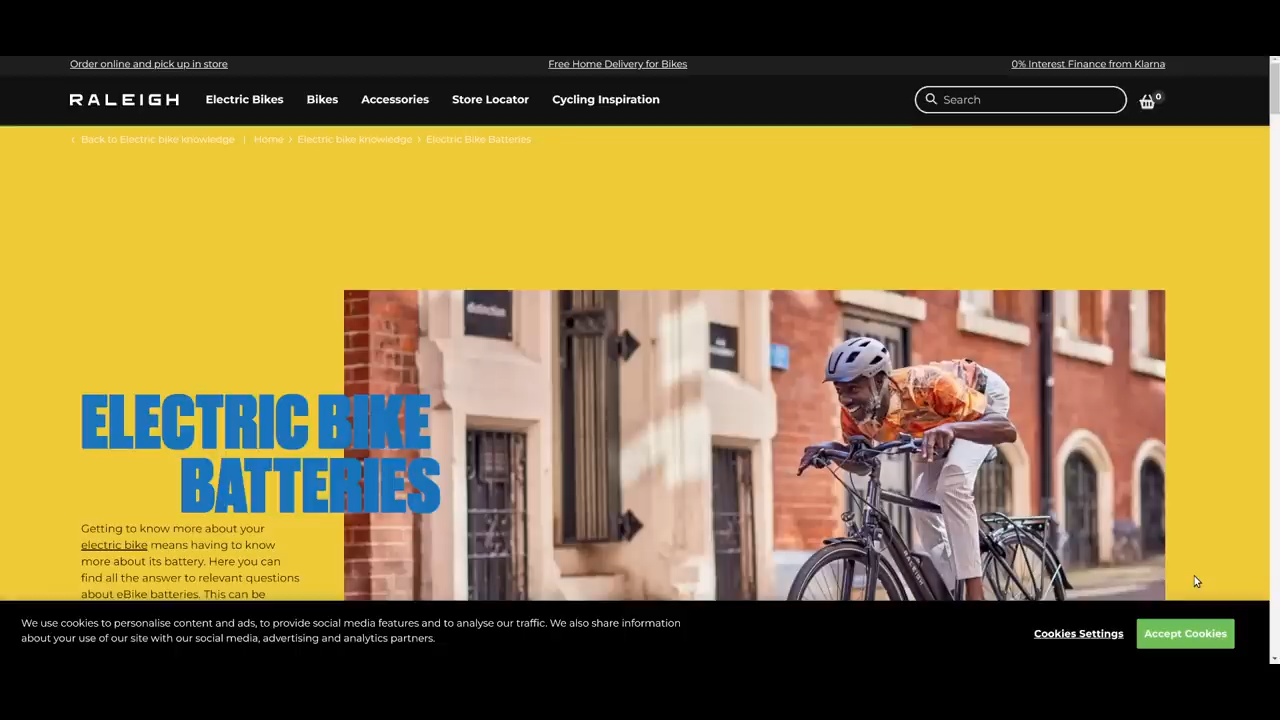 Order online and pick up in store
Free Home Delivery for Bikes
0% Interest Finance from Klarna
RALEIGH
Electric Bikes
Bikes
Accessories
Store Locator
Cycling Inspiration
Search
0
‹ Back to Electric bike knowledge | Home › Electric bike knowledge › Electric Bike Batteries
ELECTRIC BIKE
BATTERIES
Getting to know more about your
electric bike means having to know
more about its battery. Here you can
find all the answer to relevant questions
about eBike batteries. This can be
RALEIGH
We use cookies to personalise content and ads, to provide social media features and to analyse our traffic. We also share information
about your use of our site with our social media, advertising and analytics partners.
Cookies Settings
Accept Cookies